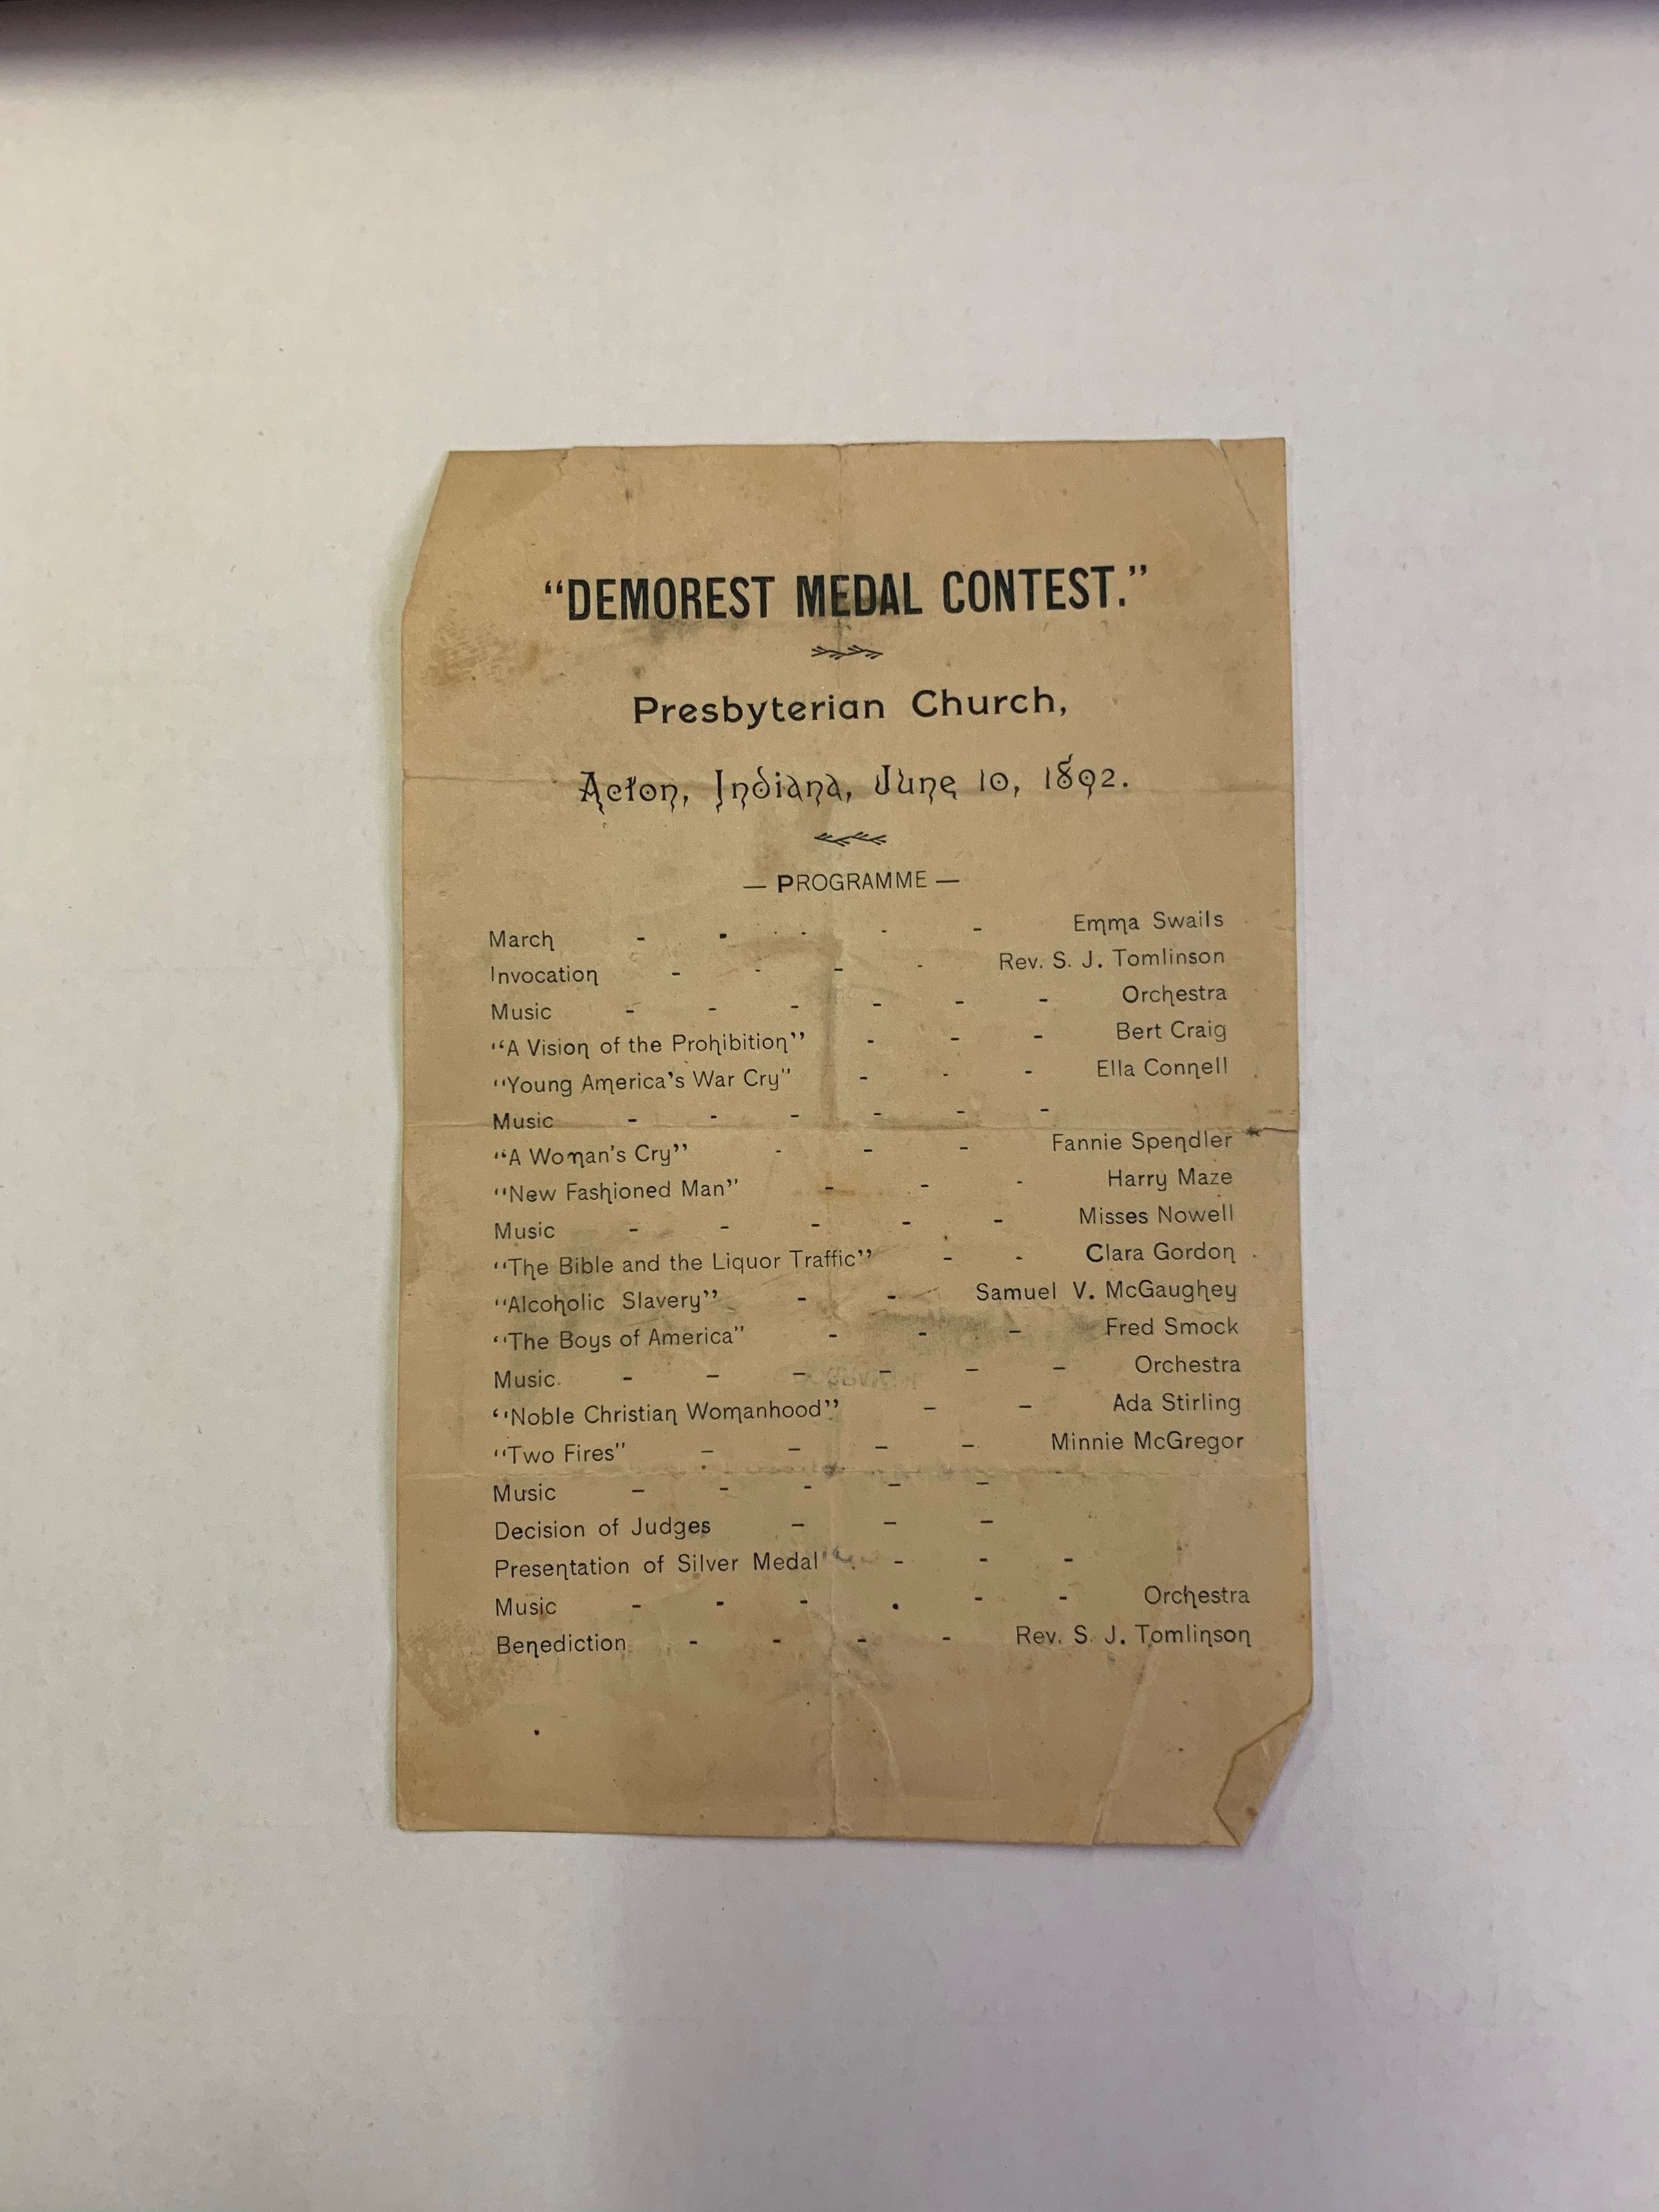 “DEMOREST MEDAL CONTEST.”
Presbyterian Church,
Acton, Indiana, June 10, 1892.
— PROGRAMME —
March - - - - - Emma Swails
Invocation - - - - Rev. S. J. Tomlinson
Music - - - - - - Orchestra
“A Vision of the Prohibition” - - - Bert Craig
“Young America's War Cry” - - - Ella Connell
Music - - - - - -
“A Woman's Cry” - - - Fannie Spendler
“New Fashioned Man” - - - Harry Maze
Music - - - - - Misses Nowell
“The Bible and the Liquor Traffic” - - Clara Gordon
“Alcoholic Slavery” - - Samuel V. McGaughey
“The Boys of America” - - - Fred Smock
Music - - - - - - Orchestra
“Noble Christian Womanhood” - - Ada Stirling
“Two Fires” - - - - Minnie McGregor
Music - - - - -
Decision of Judges - - -
Presentation of Silver Medal - - -
Music - - - - - - Orchestra
Benediction - - - - Rev. S. J. Tomlinson